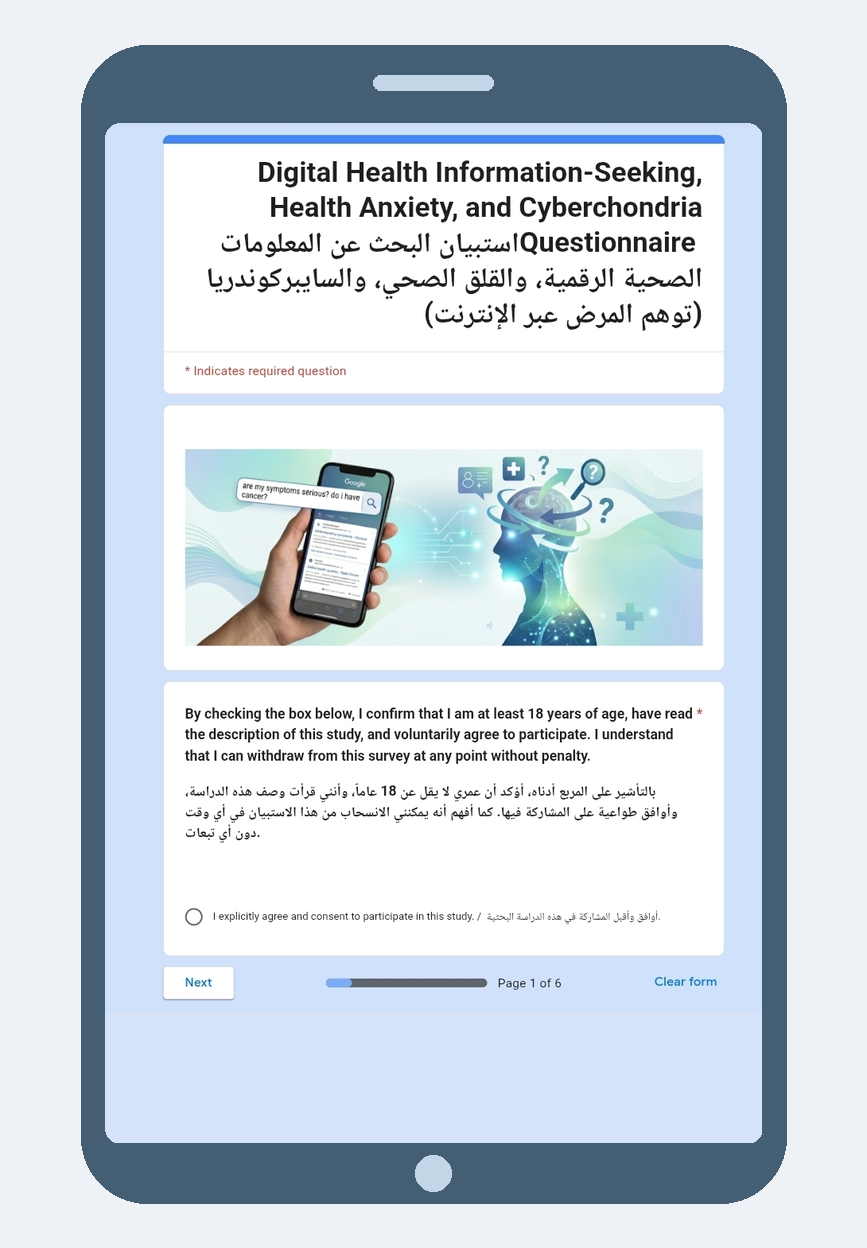 Digital Health Information-Seeking,
Health Anxiety, and Cyberchondria
Questionnaireاستبيان البحث عن المعلومات
الصحية الرقمية، والقلق الصحي، والسايبركوندريا
(توهم المرض عبر الإنترنت)
* Indicates required question
Google
are my symptoms serious? do i have
cancer?
By checking the box below, I confirm that I am at least 18 years of age, have read *
the description of this study, and voluntarily agree to participate. I understand
that I can withdraw from this survey at any point without penalty.
بالتأشير على المربع أدناه، أؤكد أن عمري لا يقل عن 18 عاماً، وأنني قرأت وصف هذه الدراسة،
وأوافق طواعية على المشاركة فيها. كما أفهم أنه يمكنني الانسحاب من هذا الاستبيان في أي وقت
دون أي تبعات.
I explicitly agree and consent to participate in this study. / أوافق وأقبل المشاركة في هذه الدراسة البحثية.
Next
Page 1 of 6
Clear form